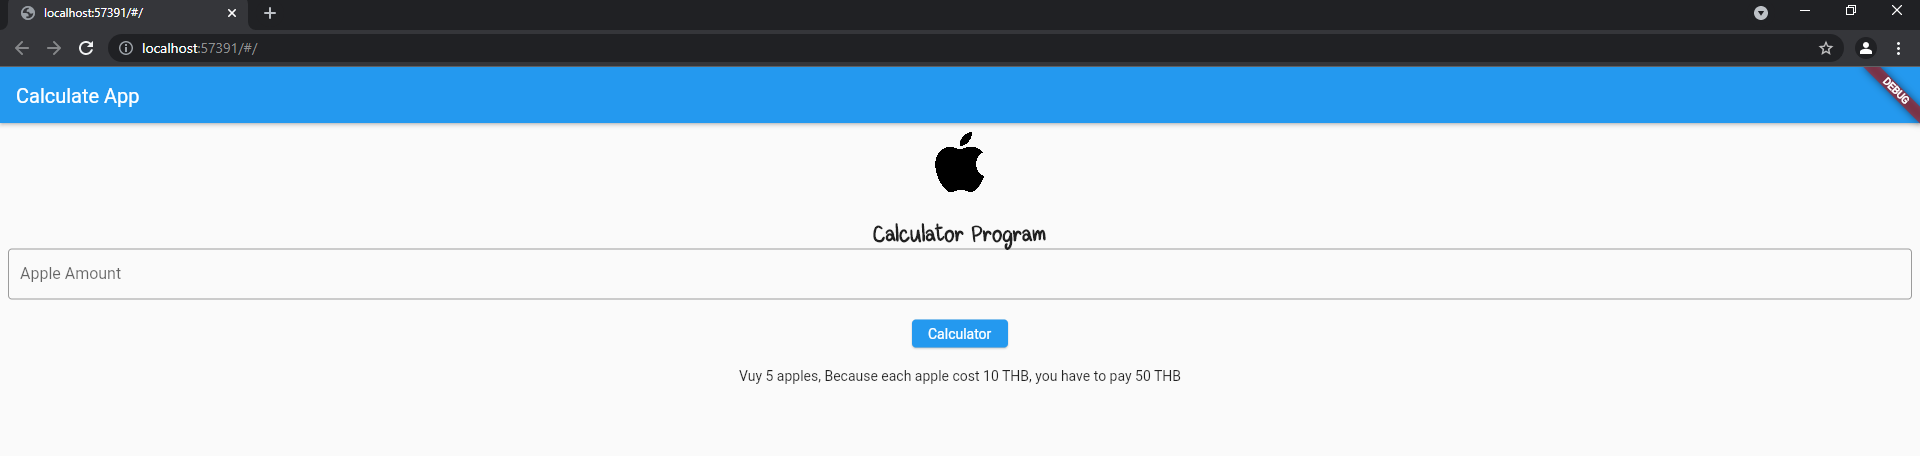 localhost:57391/#/
localhost:57391/#/
Calculate App
DEBUG
Calculator Program
Apple Amount
Calculator
Vuy 5 apples, Because each apple cost 10 THB, you have to pay 50 THB